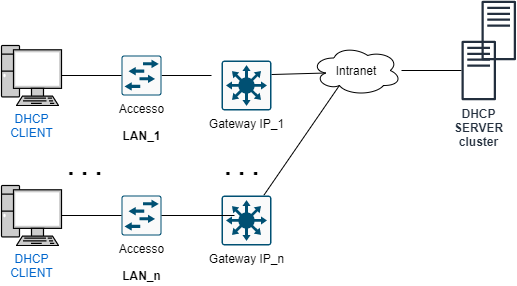 Intranet
DHCP
CLIENT
Accesso
LAN_1
Gateway IP_1
DHCP
SERVER
cluster
. . .
. . .
DHCP
CLIENT
Accesso
LAN_n
Gateway IP_n